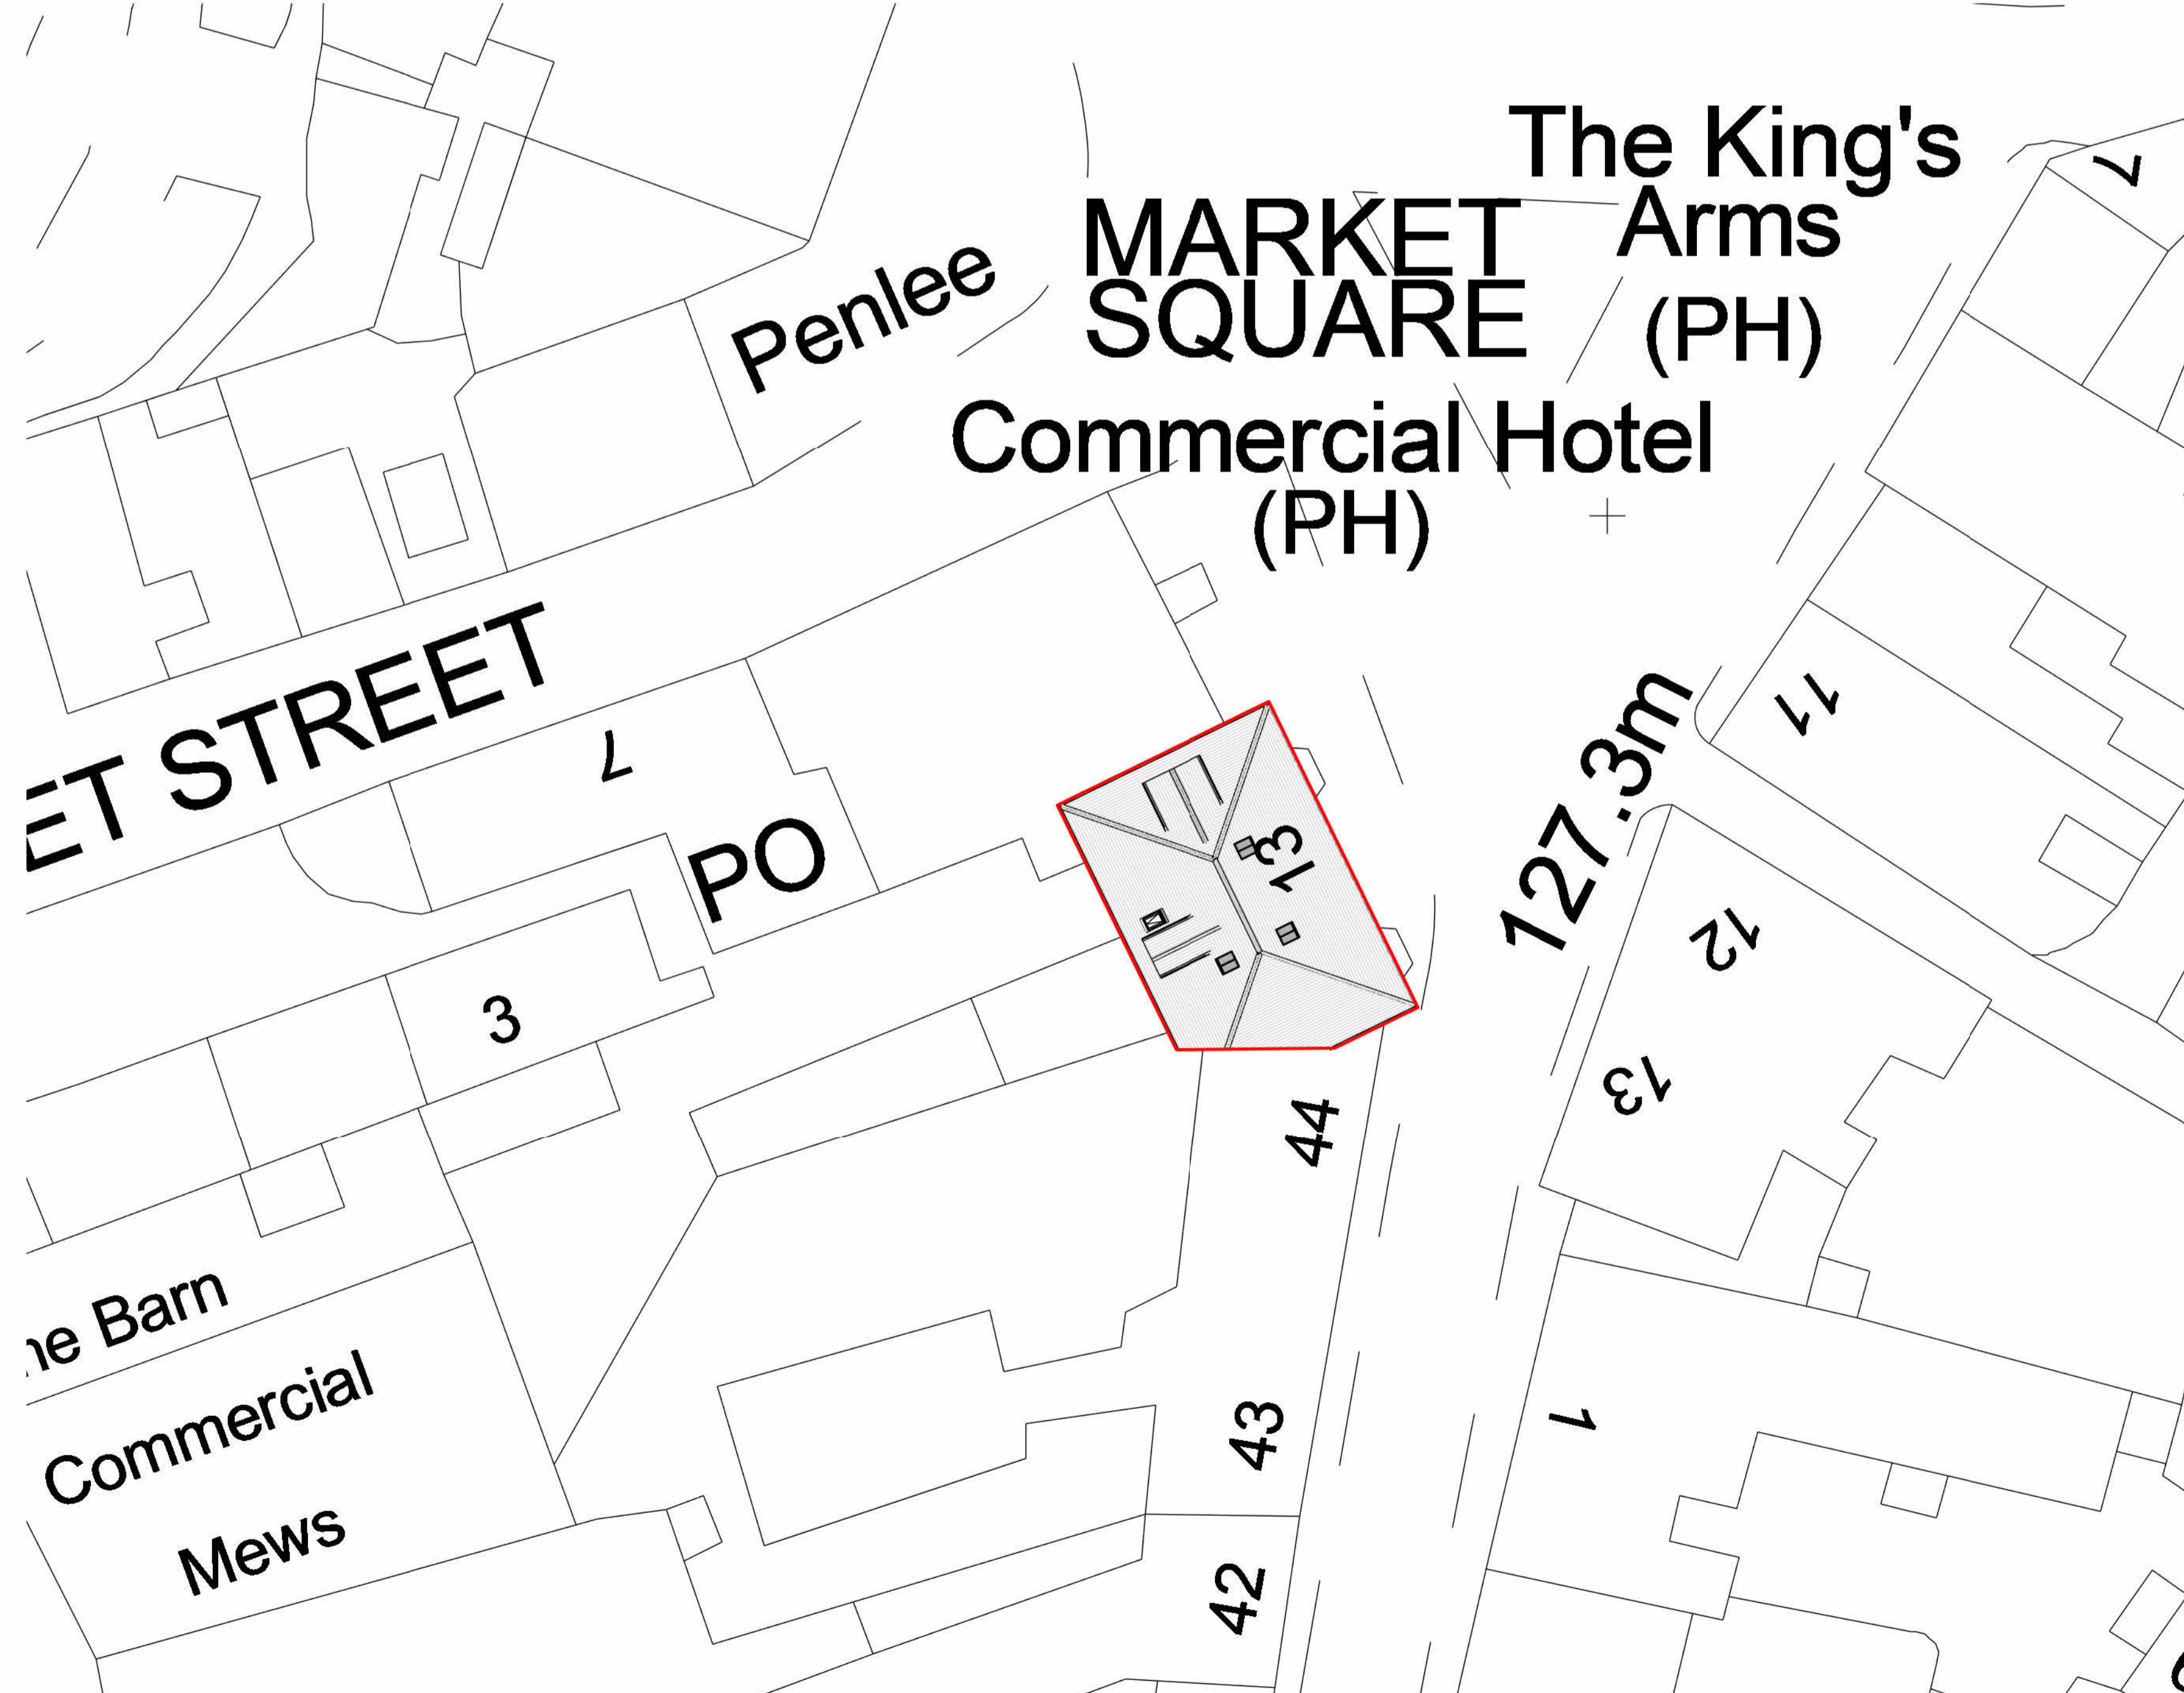 The King's
Arms
(PH)
MARKET
SQUARE
Penlee
Commercial Hotel
(PH)
7
ET STREET
7
PO
3
13
127.3m
11
12
13
44
43
42
1
Barn
Commercial
Mews